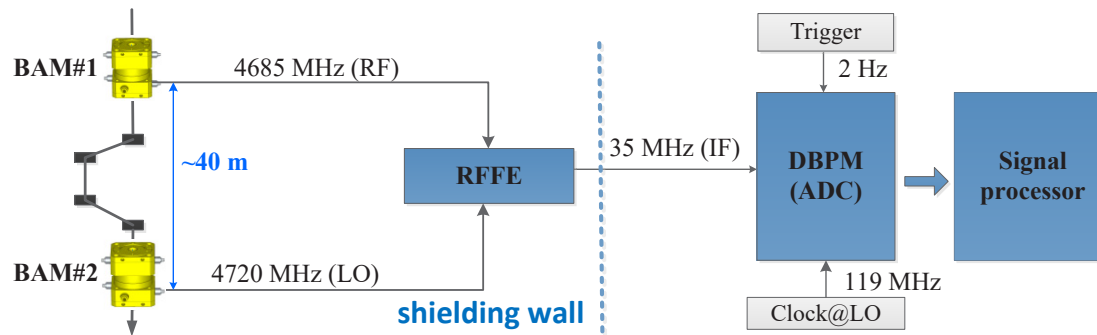 BAM#1
4685 MHz (RF)
~40 m
RFFE
BAM#2
4720 MHz (LO)
shielding wall
35 MHz (IF)
Trigger
2 Hz
DBPM
(ADC)
119 MHz
Clock@LO
Signal
processor